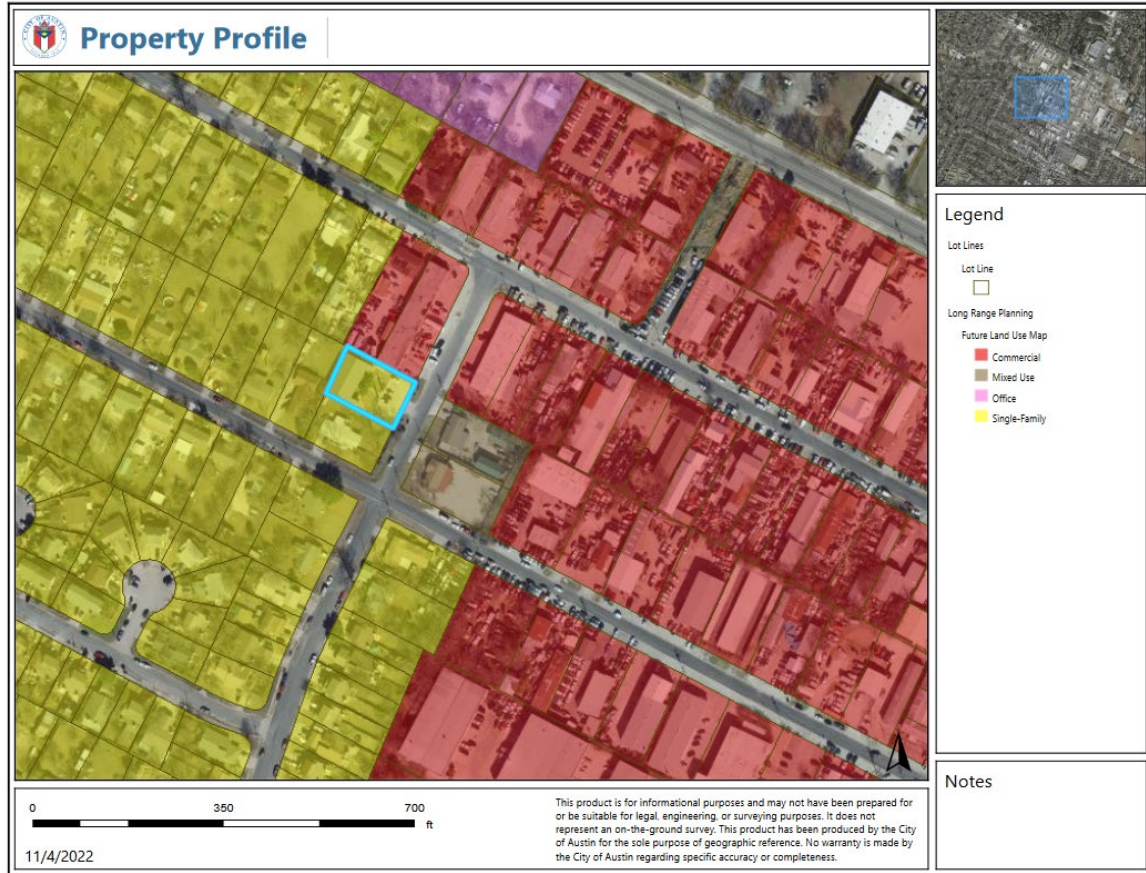 Property Profile
Legend
Lot Lines
Lot Line
Long Range Planning
Future Land Use Map
Commercial
Mixed Use
Office
Single-Family
Notes
0 350 700
ft
11/4/2022
This product is for informational purposes and may not have been prepared for
or be suitable for legal, engineering, or surveying purposes. It does not
represent an on-the-ground survey. This product has been produced by the City
of Austin for the sole purpose of geographic reference. No warranty is made by
the City of Austin regarding specific accuracy or completeness.